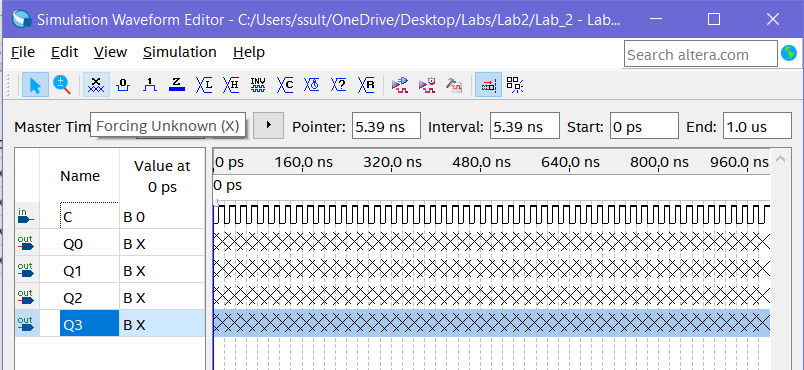 Simulation Waveform Editor - C:/Users/ssult/OneDrive/Desktop/Labs/Lab2/Lab_2 - Lab...
File Edit View Simulation Help
Search altera.com
Master Tim
Forcing Unknown (X)
Pointer: 5.39 ns Interval: 5.39 ns Start: 0 ps End: 1.0 us
Name Value at 0 ps
0 ps 160.0 ns 320.0 ns 480.0 ns 640.0 ns 800.0 ns 960.0 ns
0 ps
in C B 0
out Q0 B X
out Q1 B X
out Q2 B X
out Q3 B X